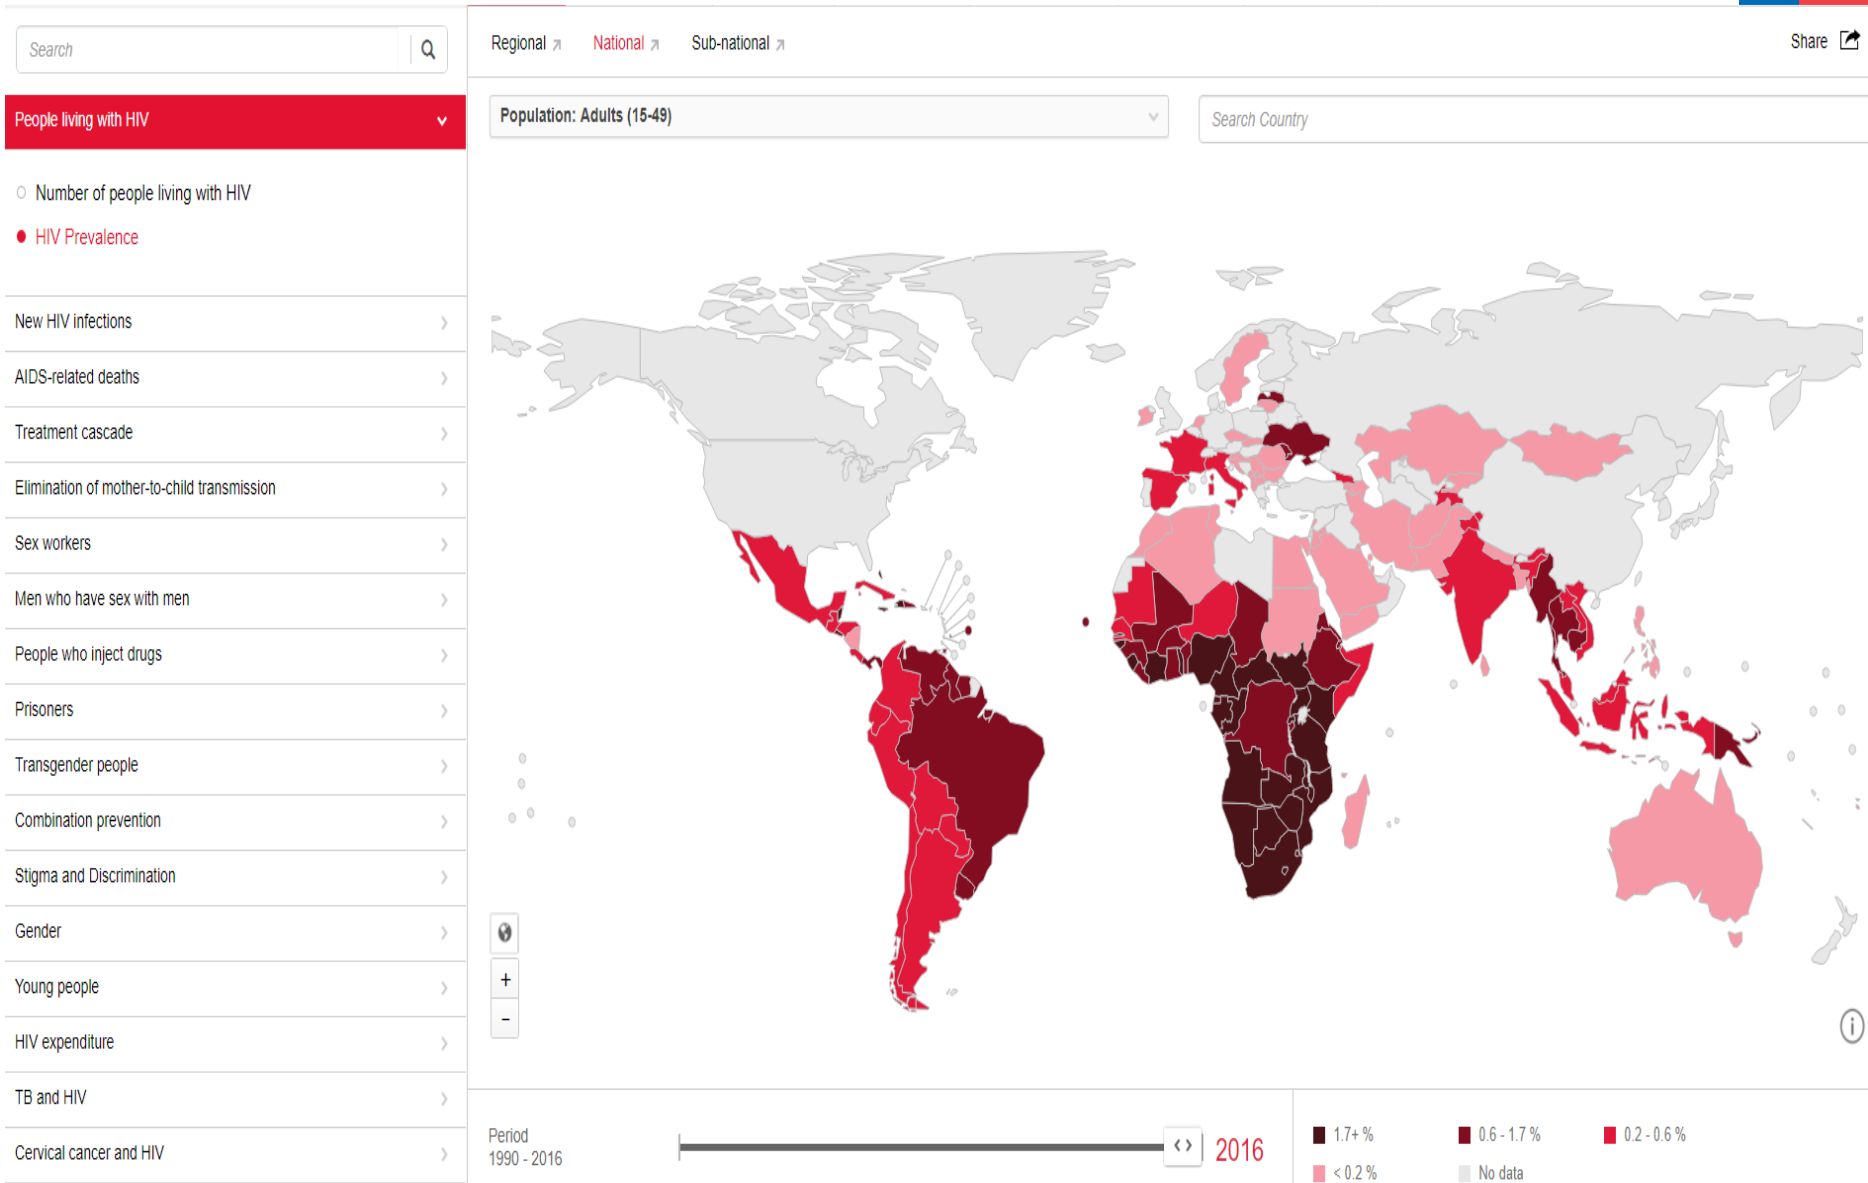 Search
People living with HIV
Number of people living with HIV
HIV Prevalence
New HIV infections
AIDS-related deaths
Treatment cascade
Elimination of mother-to-child transmission
Sex workers
Men who have sex with men
People who inject drugs
Prisoners
Transgender people
Combination prevention
Stigma and Discrimination
Gender
Young people
HIV expenditure
TB and HIV
Cervical cancer and HIV
Regional National Sub-national Share
Population: Adults (15-49) Search Country
+
−
Period
1990 - 2016
2016
1.7+ % 0.6 - 1.7 % 0.2 - 0.6 %
< 0.2 % No data